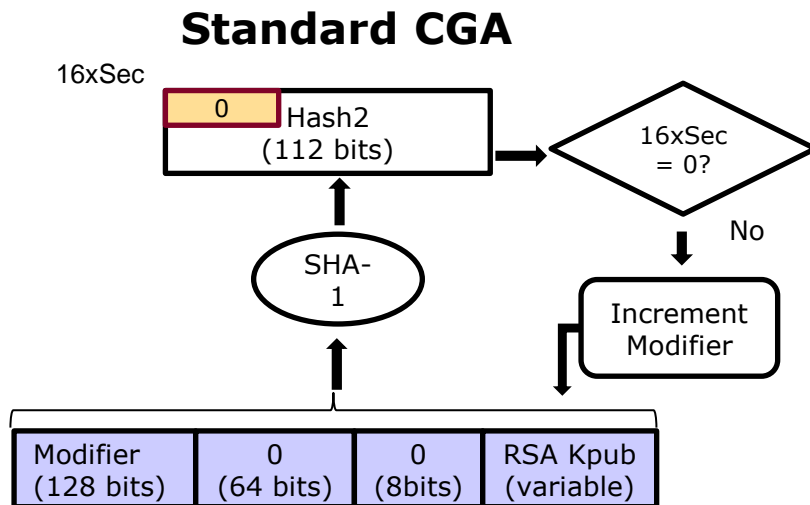 Standard CGA
16xSec
0
Hash2
(112 bits)
16xSec
= 0?
No
SHA-
1
Increment
Modifier
Modifier
(128 bits)
0
(64 bits)
0
(8bits)
RSA Kpub
(variable)